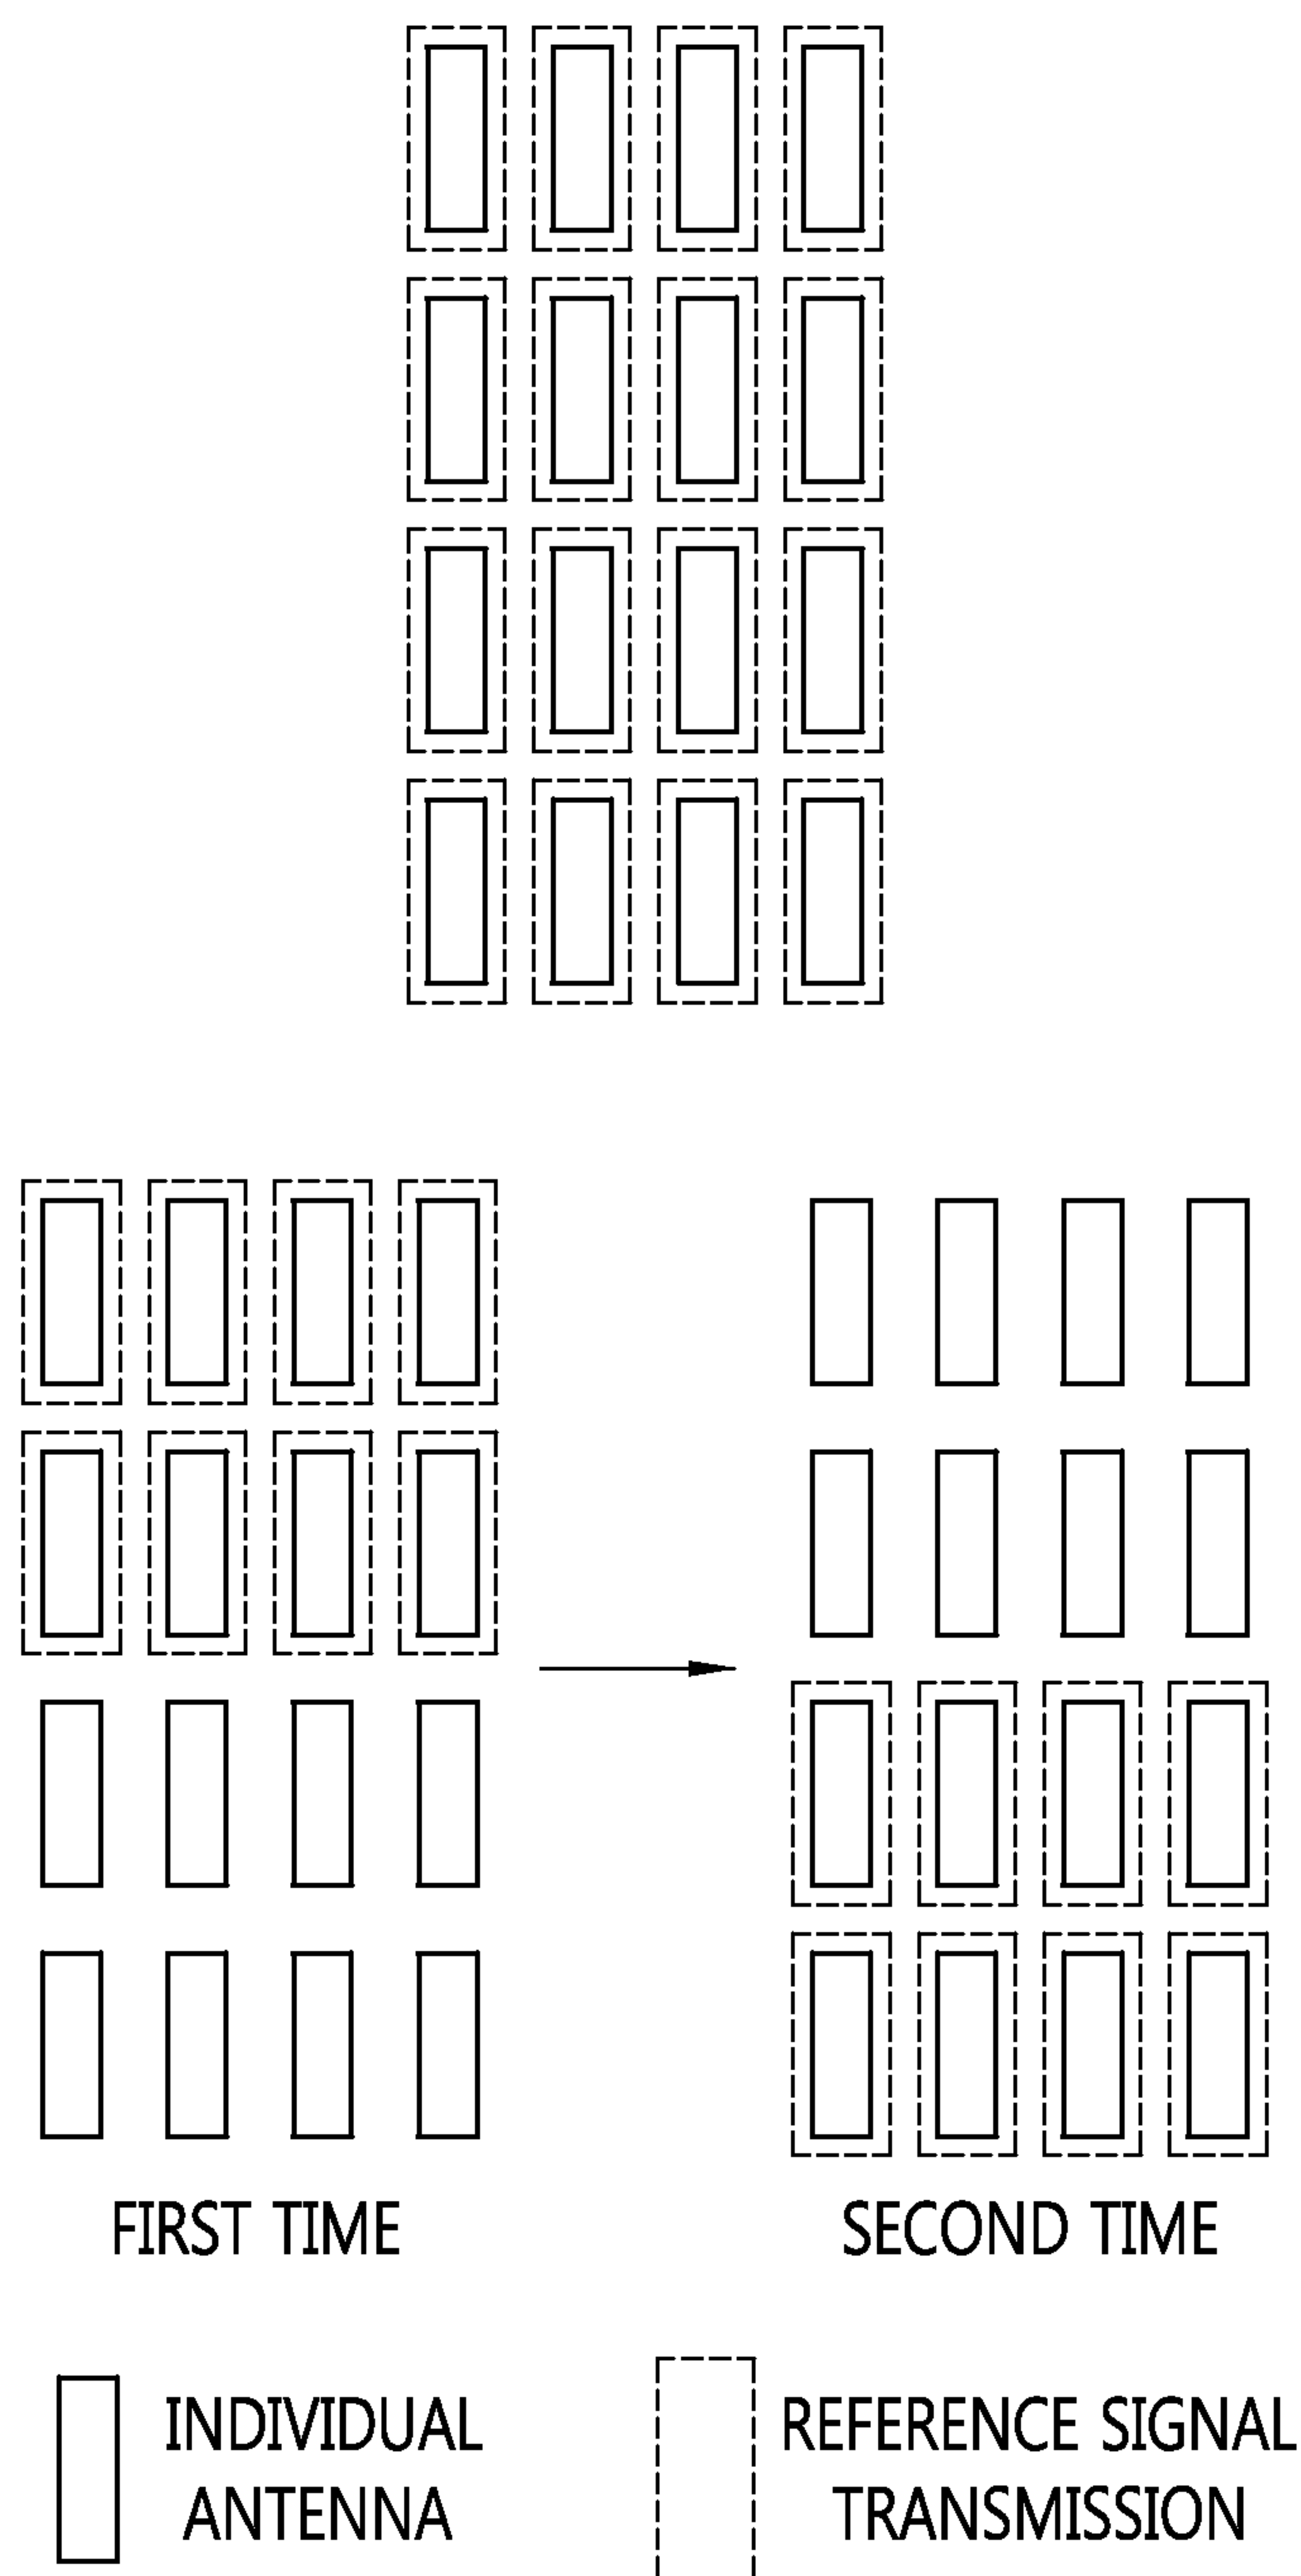 FIRST TIME
SECOND TIME
INDIVIDUAL
ANTENNA
REFERENCE SIGNAL
TRANSMISSION